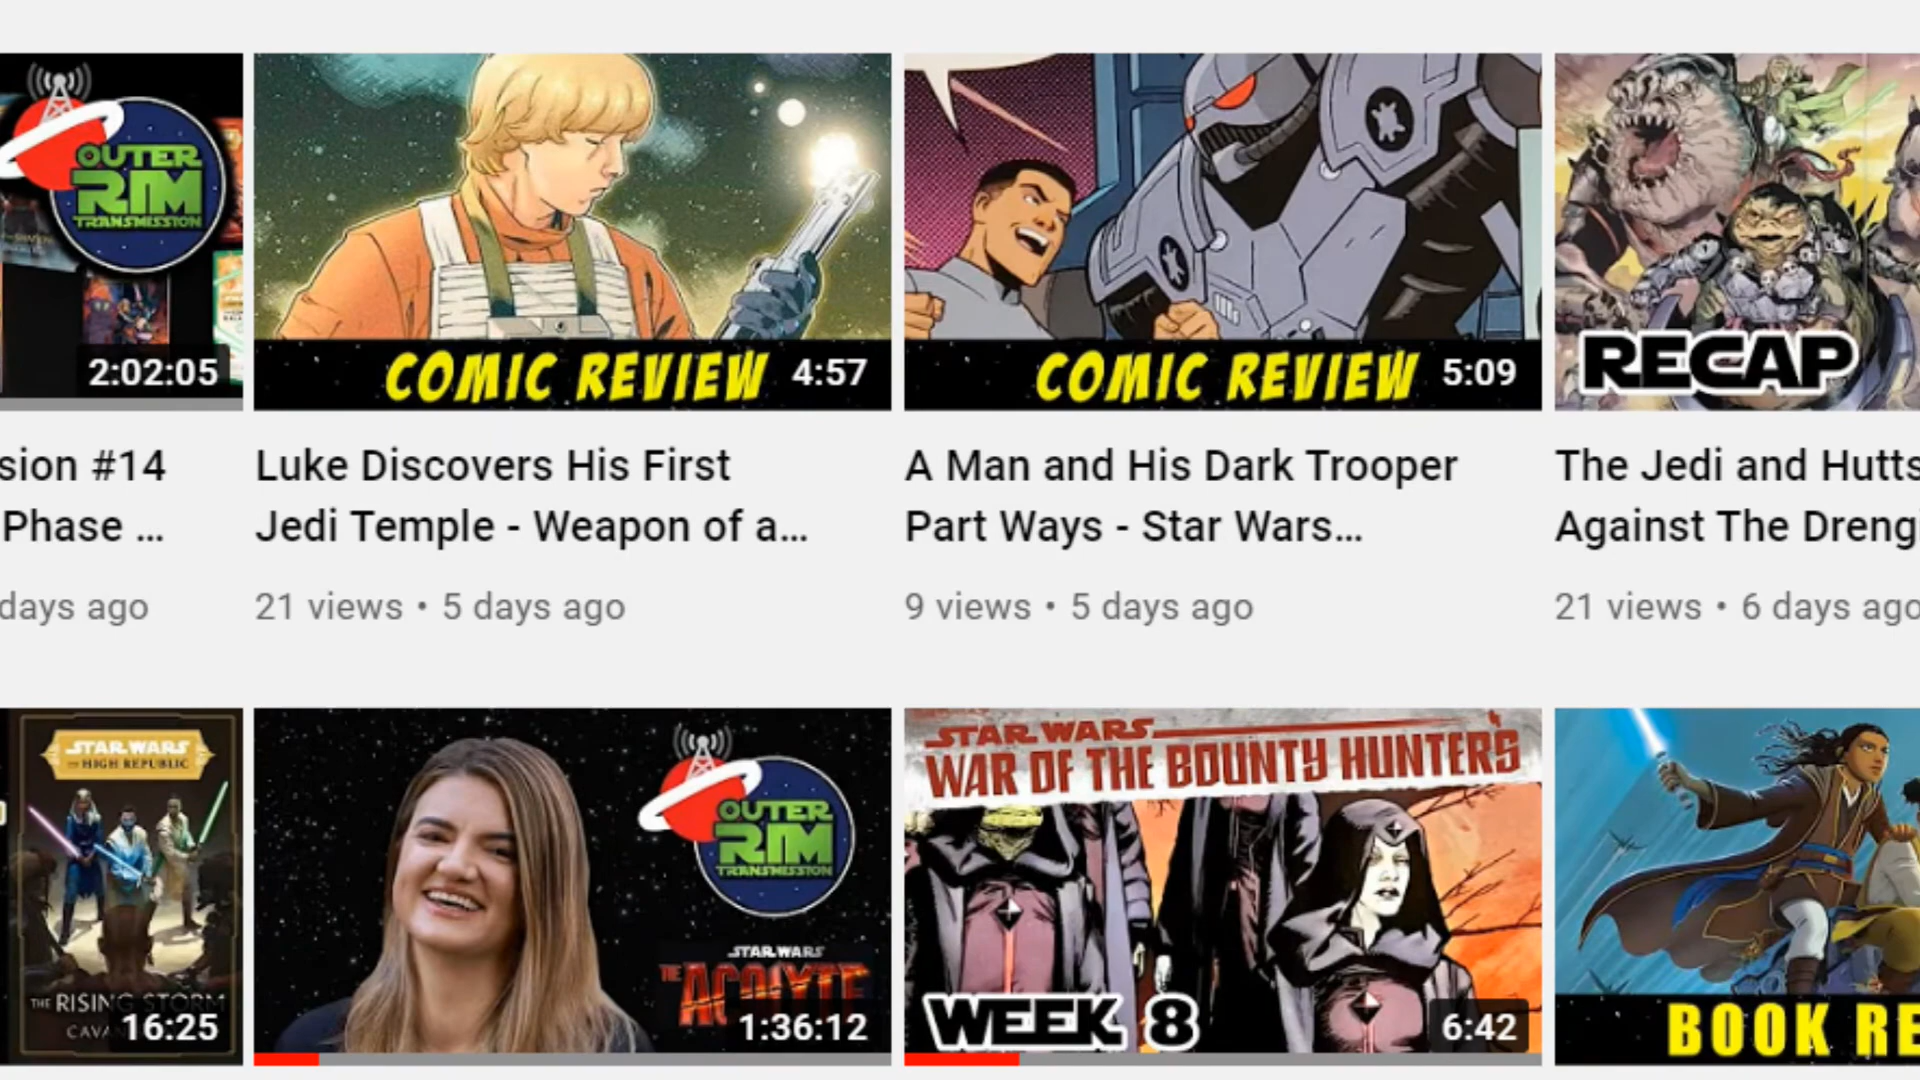 OUTER
RIM
TRANSMISSION
2:02:05
COMIC REVIEW 4:57
COMIC REVIEW 5:09
RECAP
sion #14
Phase ...
days ago
Luke Discovers His First
Jedi Temple - Weapon of a...
21 views • 5 days ago
A Man and His Dark Trooper
Part Ways - Star Wars...
9 views • 5 days ago
The Jedi and Hutts
Against The Dreng
21 views • 6 days ago
STAR WARS
THE HIGH REPUBLIC
THE RISING STORM
CAVAN
16:25
OUTER
RIM
TRANSMISSION
STAR WARS
THE ACOLYTE
1:36:12
STAR WARS
WAR OF THE BOUNTY HUNTERS
WEEK 8
6:42
BOOK RE